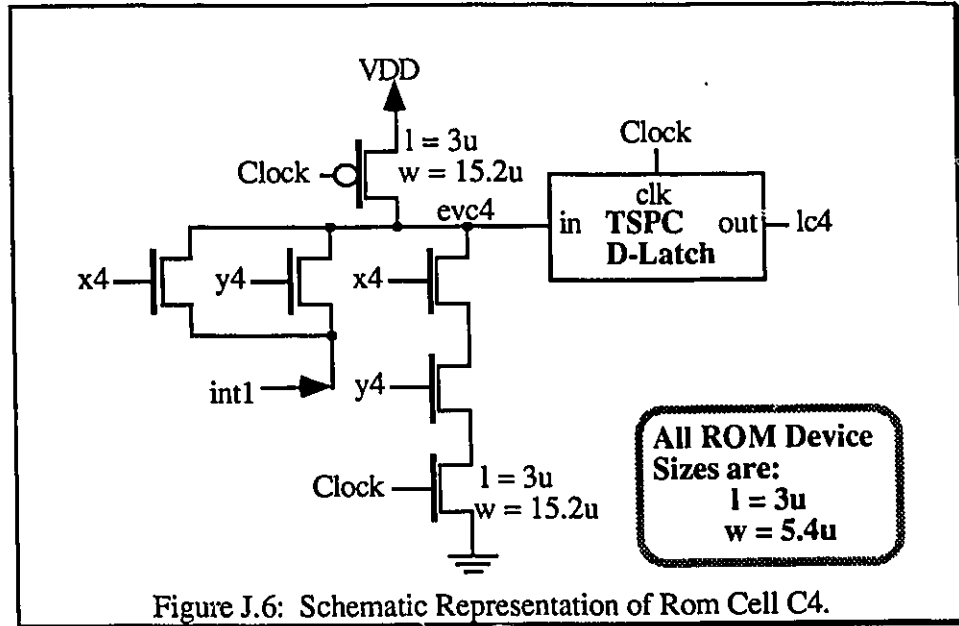 VDD
l = 3u
Clock
w = 15.2u
Clock
evc4
clk
in TSPC out
D-Latch
lc4
x4
y4
x4
int1
y4
Clock
l = 3u
w = 15.2u
All ROM Device
Sizes are:
l = 3u
w = 5.4u
Figure J.6: Schematic Representation of Rom Cell C4.